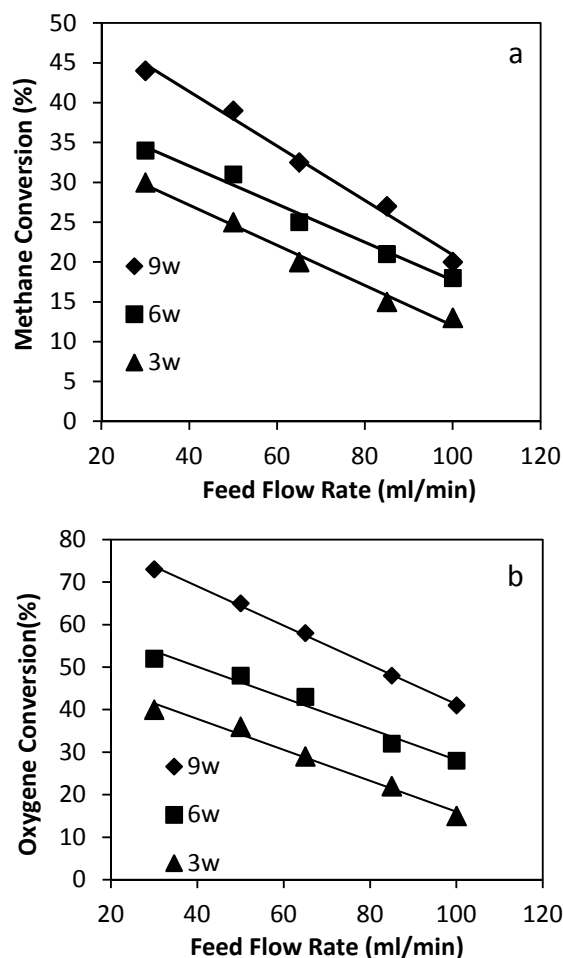 a
50
45
40
35
30
25
20
15
10
5
0
Methane Conversion (%)
9w
6w
3w
20 40 60 80 100 120
Feed Flow Rate (ml/min)
b
80
70
60
50
40
30
20
10
0
Oxygene Conversion(%)
9w
6w
3w
20 40 60 80 100 120
Feed Flow Rate (ml/min)